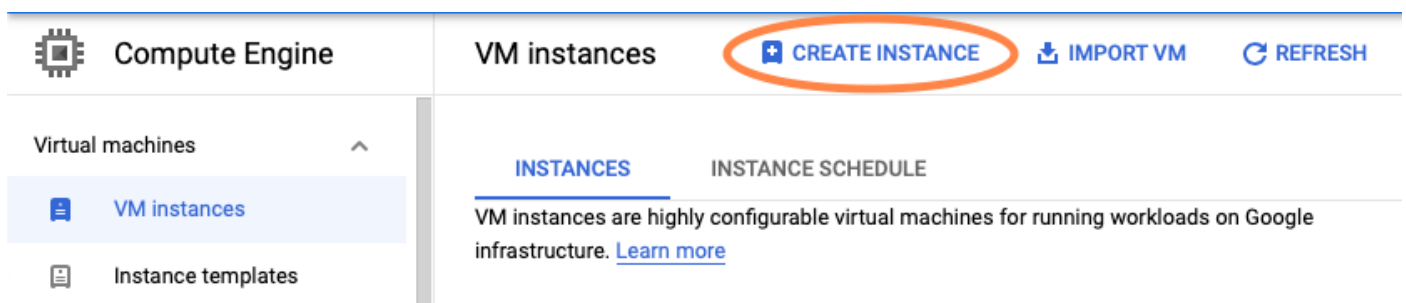 Compute Engine
VM instances
CREATE INSTANCE
IMPORT VM
REFRESH
Virtual machines
VM instances
Instance templates
INSTANCES
INSTANCE SCHEDULE
VM instances are highly configurable virtual machines for running workloads on Google
infrastructure. Learn more